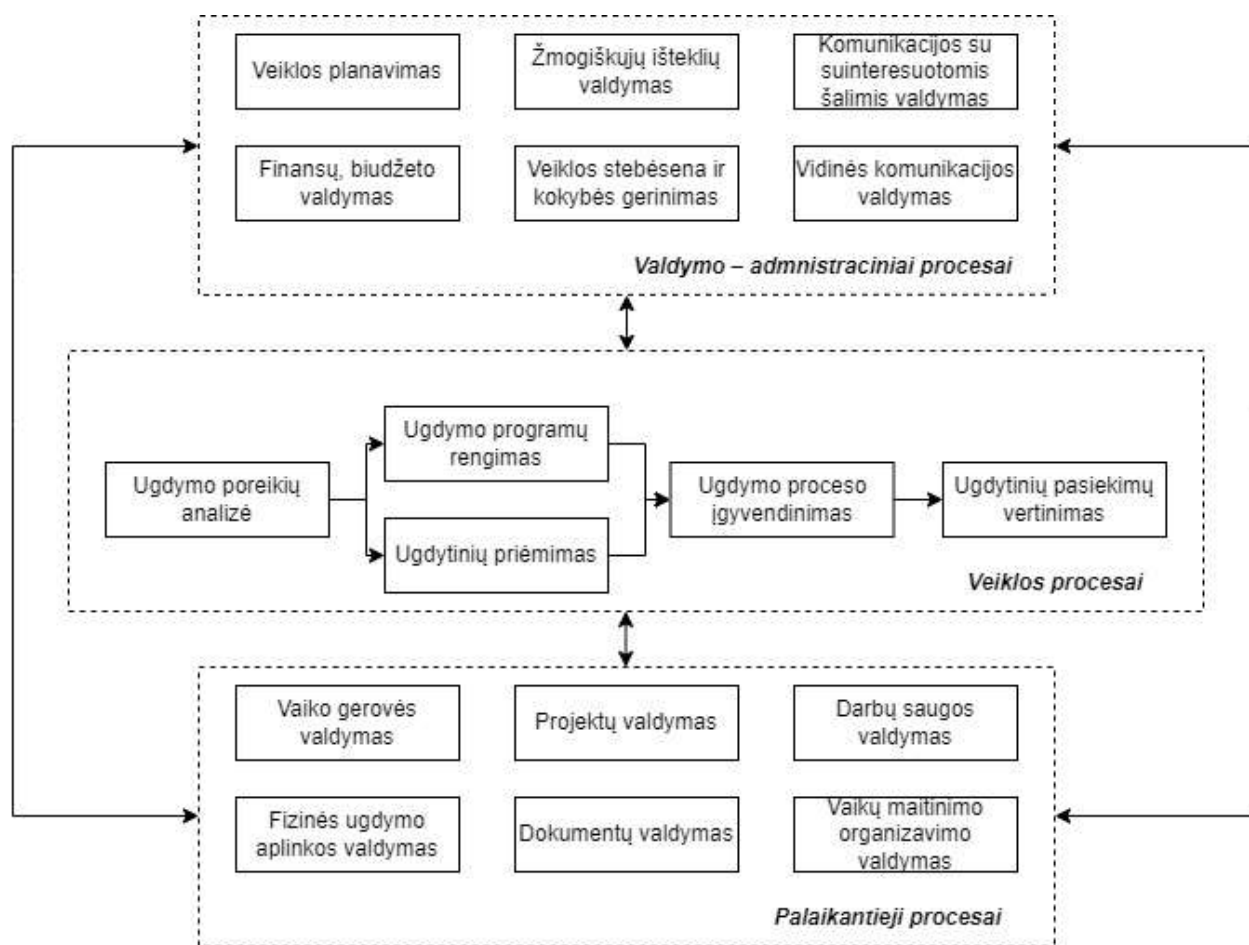 Veiklos planavimas
Žmogiškųjų išteklių
valdymas
Komunikacijos su
suinteresuotomis
šalimis valdymas
Finansų, biudžeto
valdymas
Veiklos stebėsena ir
kokybės gerinimas
Vidinės komunikacijos
valdymas
Valdymo – admnistraciniai procesai
Ugdymo poreikių
analizė
Ugdymo programų
rengimas
Ugdytinių priėmimas
Ugdymo proceso
įgyvendinimas
Ugdytinių pasiekimų
vertinimas
Veiklos procesai
Vaiko gerovės
valdymas
Projektų valdymas
Darbų saugos
valdymas
Fizinės ugdymo
aplinkos valdymas
Dokumentų valdymas
Vaikų maitinimo
organizavimo
valdymas
Palaikantieji procesai